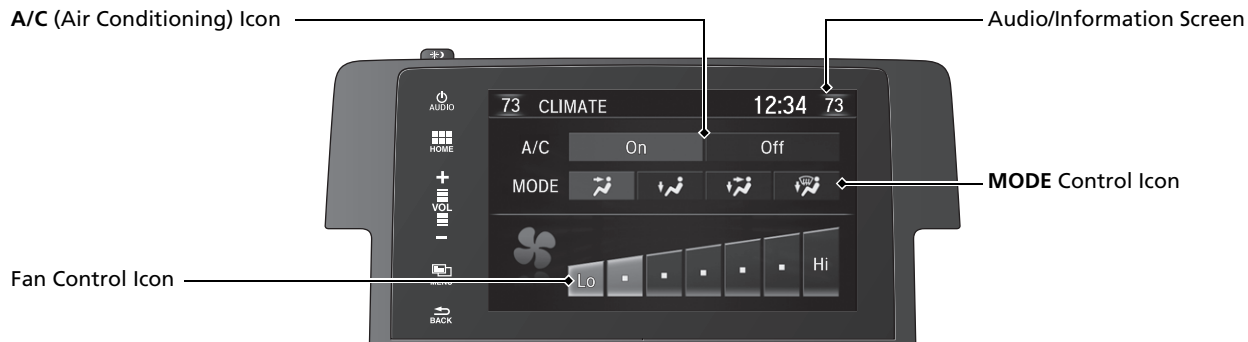 A/C (Air Conditioning) Icon
Audio/Information Screen
AUDIO
73 CLIMATE 12:34 73
HOME
A/C On Off
MODE
MODE Control Icon
+
VOL
-
Fan Control Icon
Lo Hi
MENU
BACK